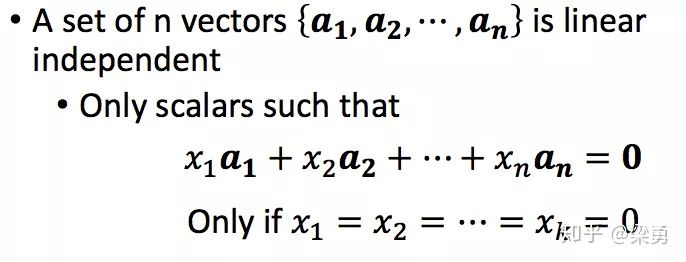 • A set of n vectors {a₁, a₂, ⋯, aₙ} is linear
independent
• Only scalars such that
x₁a₁ + x₂a₂ + ⋯ + xₙaₙ = 0
Only if x₁ = x₂ = ⋯ = xₖ = 0
知乎 @梁勇